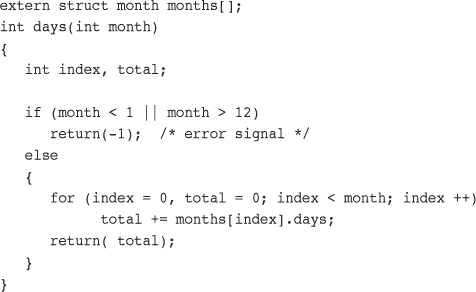 extern struct month months[];
int days(int month)
{
   int index, total;

   if (month < 1 || month > 12)
      return(-1);  /* error signal */
   else
   {
      for (index = 0, total = 0; index < month; index ++)
            total += months[index].days;
      return( total);
   }
}